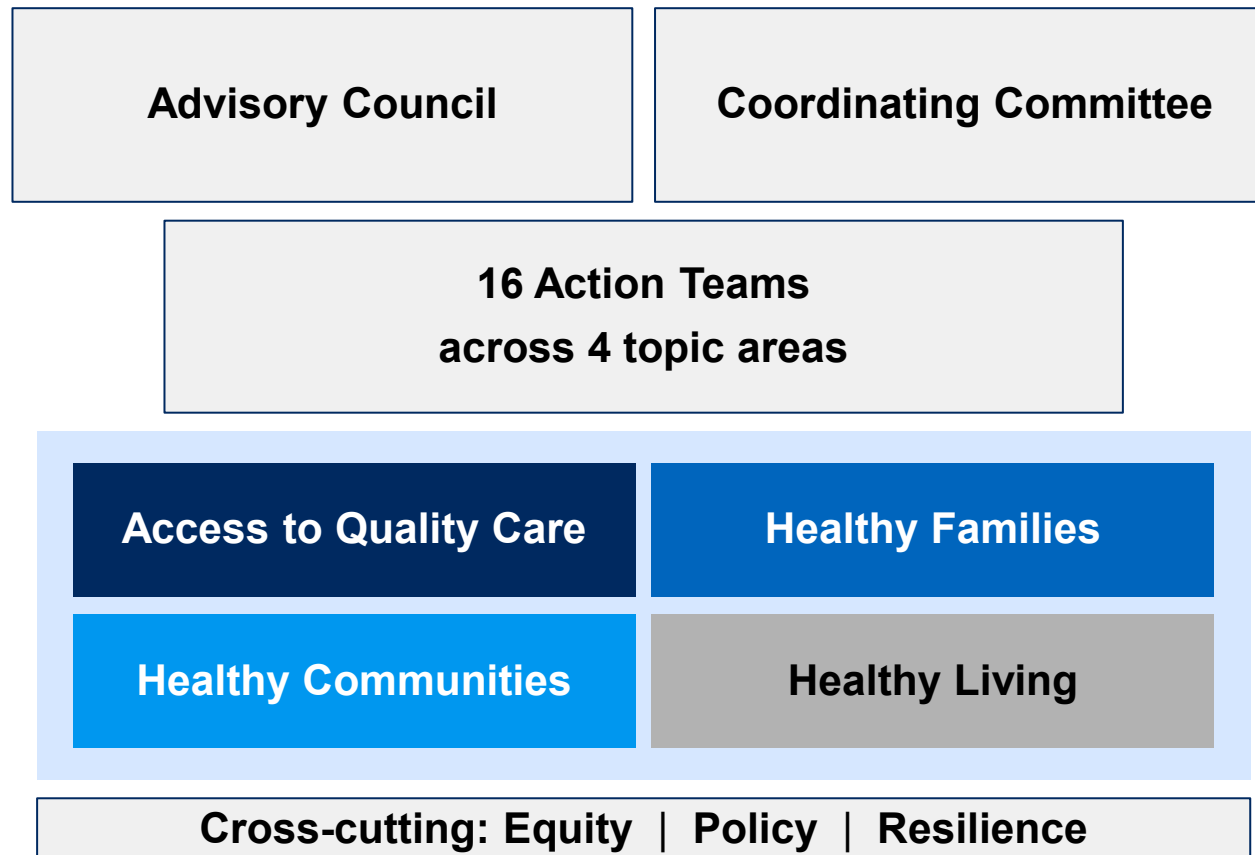 Advisory Council
Coordinating Committee
16 Action Teams
across 4 topic areas
Access to Quality Care
Healthy Families
Healthy Communities
Healthy Living
Cross-cutting: Equity | Policy | Resilience